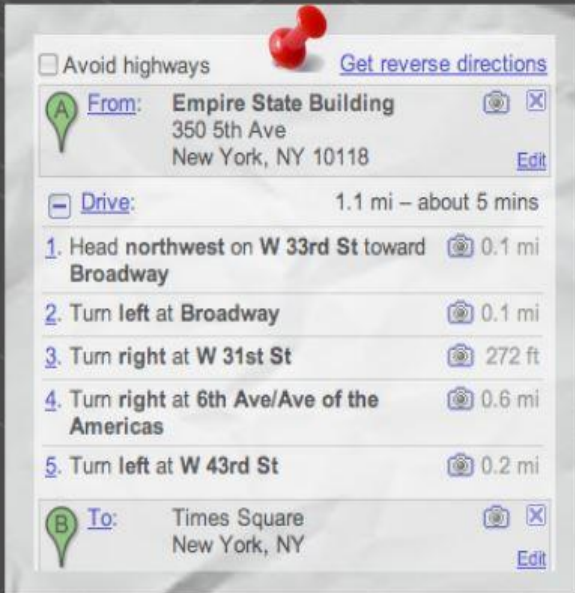 Avoid highways Get reverse directions
A From: Empire State Building
350 5th Ave
New York, NY 10118
Edit
Drive: 1.1 mi – about 5 mins
1. Head northwest on W 33rd St toward 0.1 mi
Broadway
2. Turn left at Broadway 0.1 mi
3. Turn right at W 31st St 272 ft
4. Turn right at 6th Ave/Ave of the 0.6 mi
Americas
5. Turn left at W 43rd St 0.2 mi
B To: Times Square
New York, NY
Edit